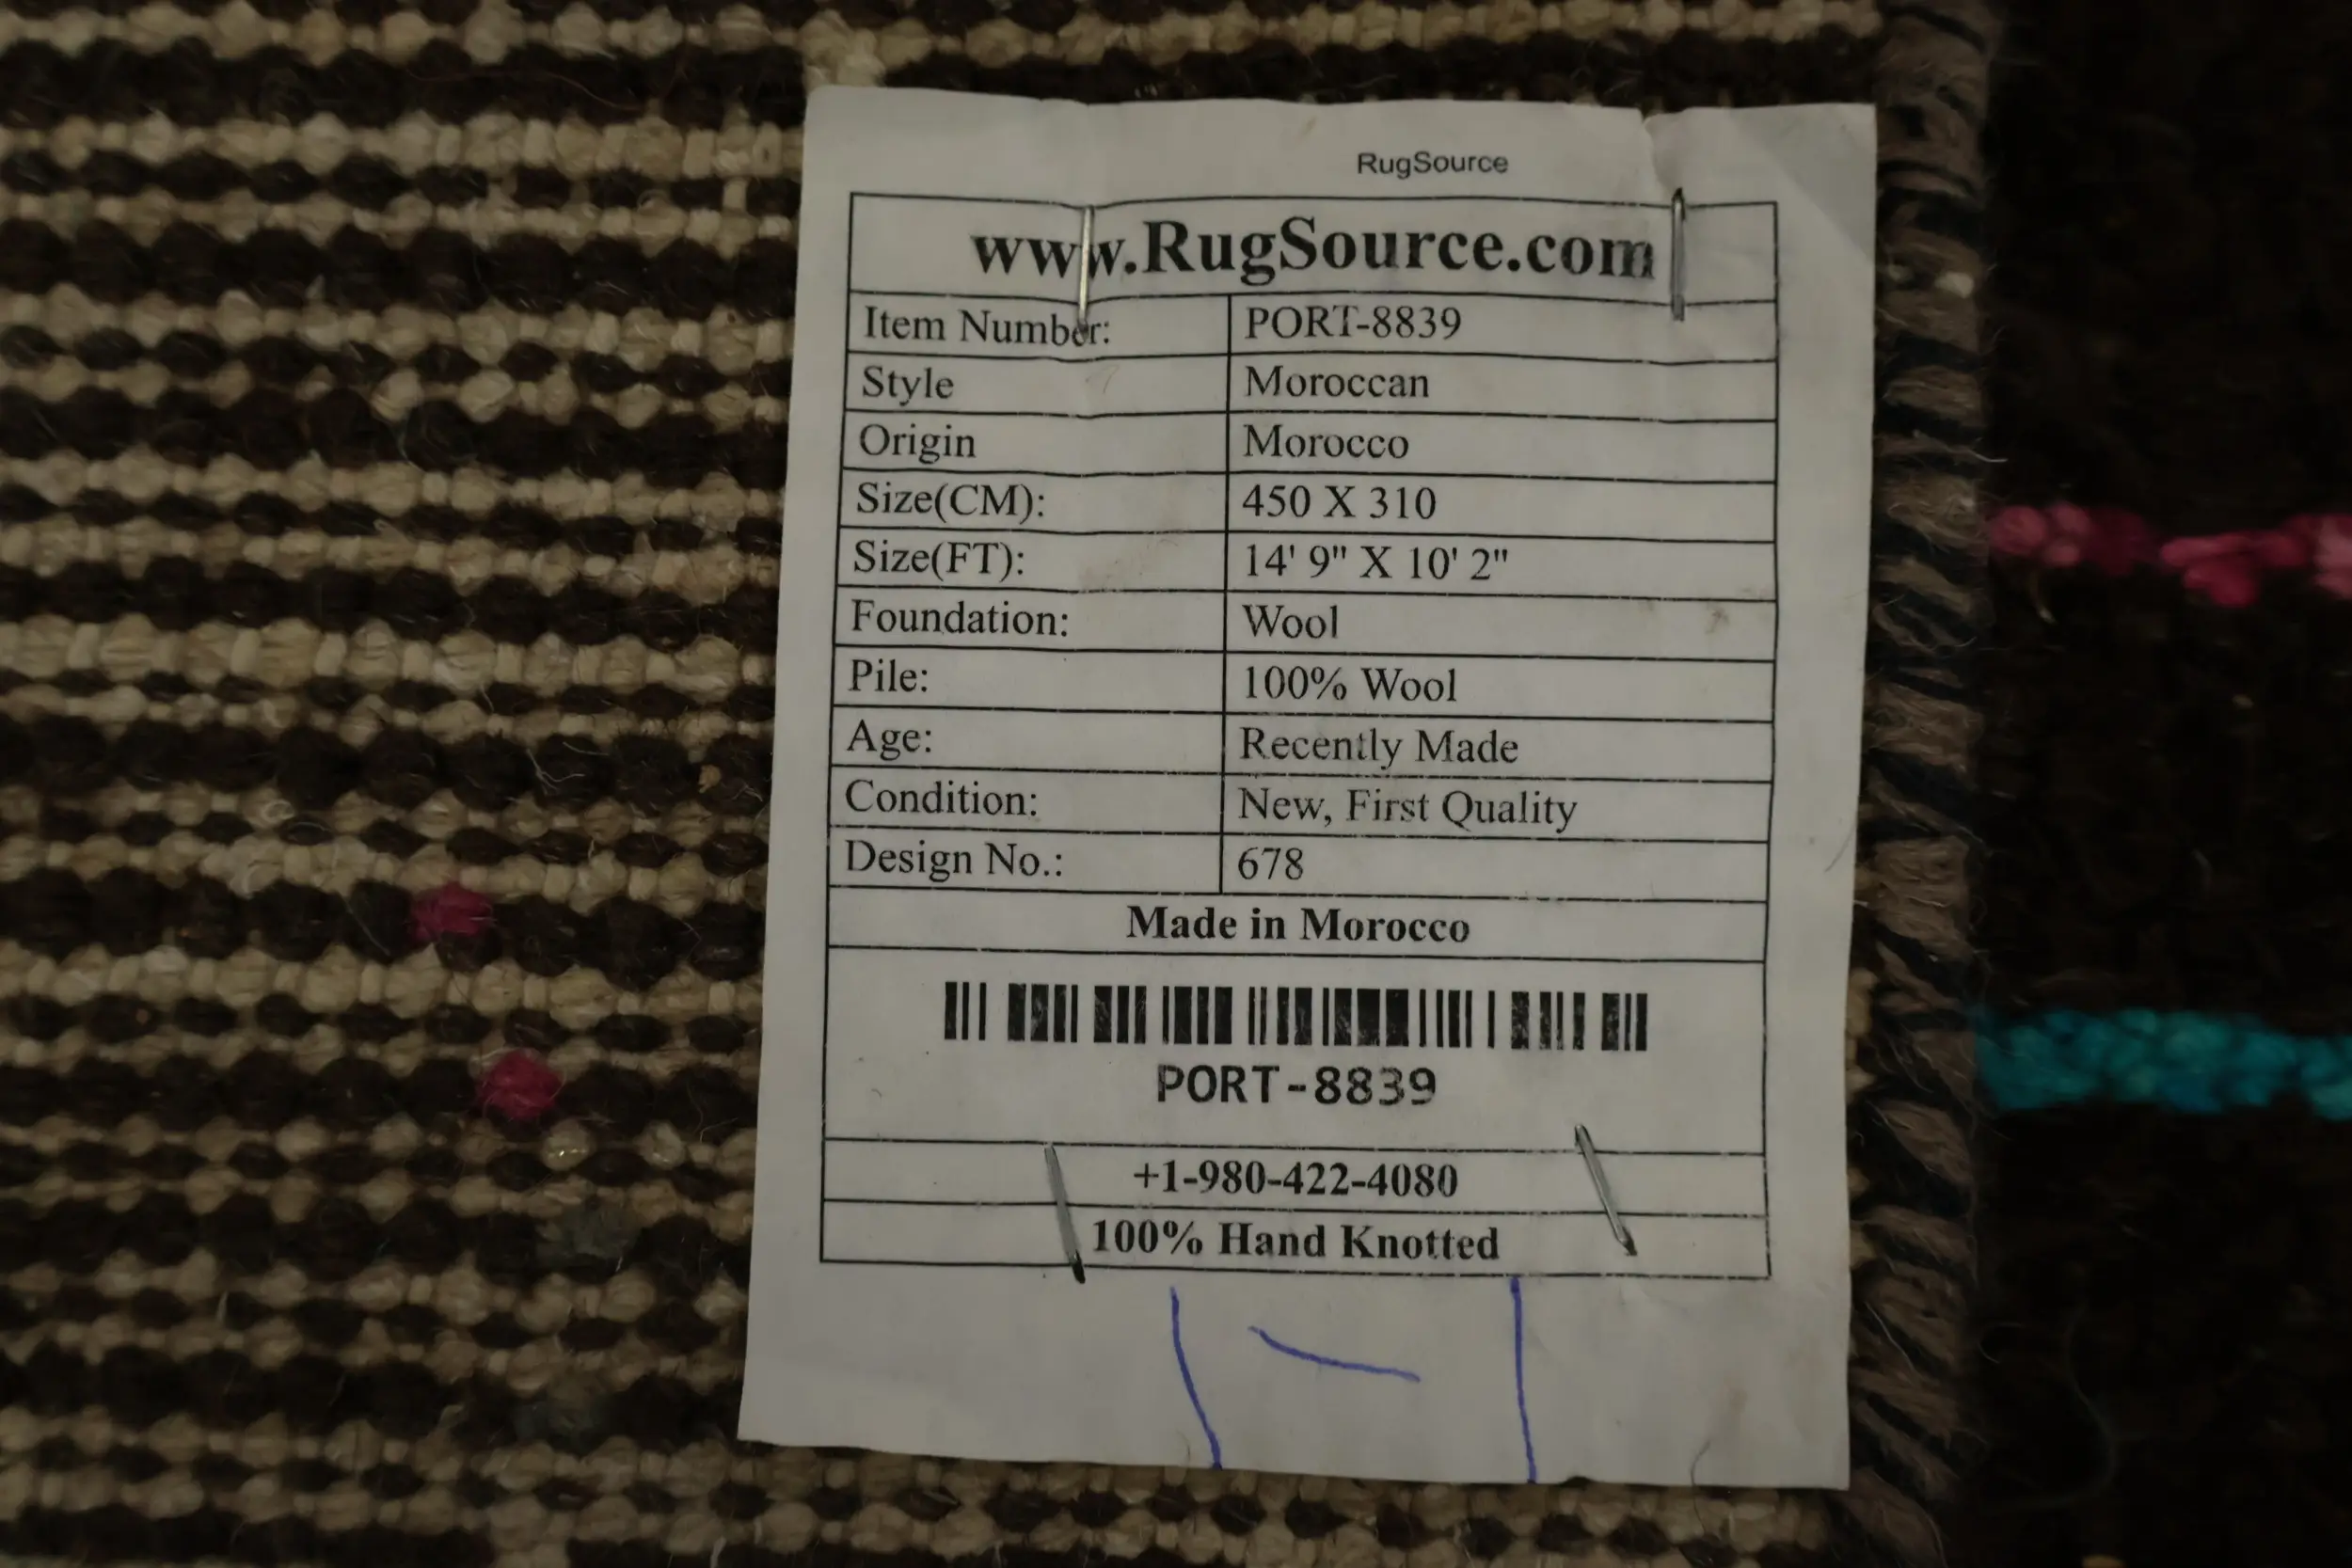 RugSource
www.RugSource.com
Item Number: PORT-8839
Style Moroccan
Origin Morocco
Size(CM): 450 X 310
Size(FT): 14' 9" X 10' 2"
Foundation: Wool
Pile: 100% Wool
Age: Recently Made
Condition: New, First Quality
Design No.: 678
Made in Morocco
PORT-8839
+1-980-422-4080
100% Hand Knotted
1-1